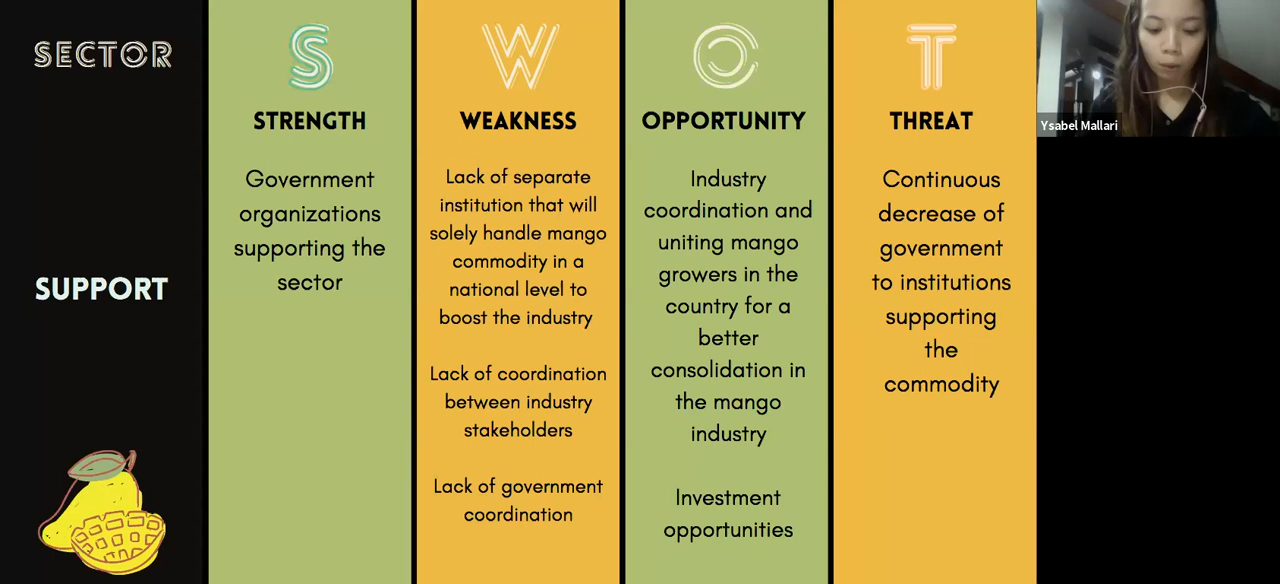 SECTOR
SUPPORT
S
STRENGTH
Government
organizations
supporting the
sector
W
WEAKNESS
Lack of separate
institution that will
solely handle mango
commodity in a
national level to
boost the industry
Lack of coordination
between industry
stakeholders
Lack of government
coordination
O
OPPORTUNITY
Industry
coordination and
uniting mango
growers in the
country for a
better
consolidation in
the mango
industry
Investment
opportunities
T
THREAT
Continuous
decrease of
government
to institutions
supporting
the
commodity
Ysabel Mallari